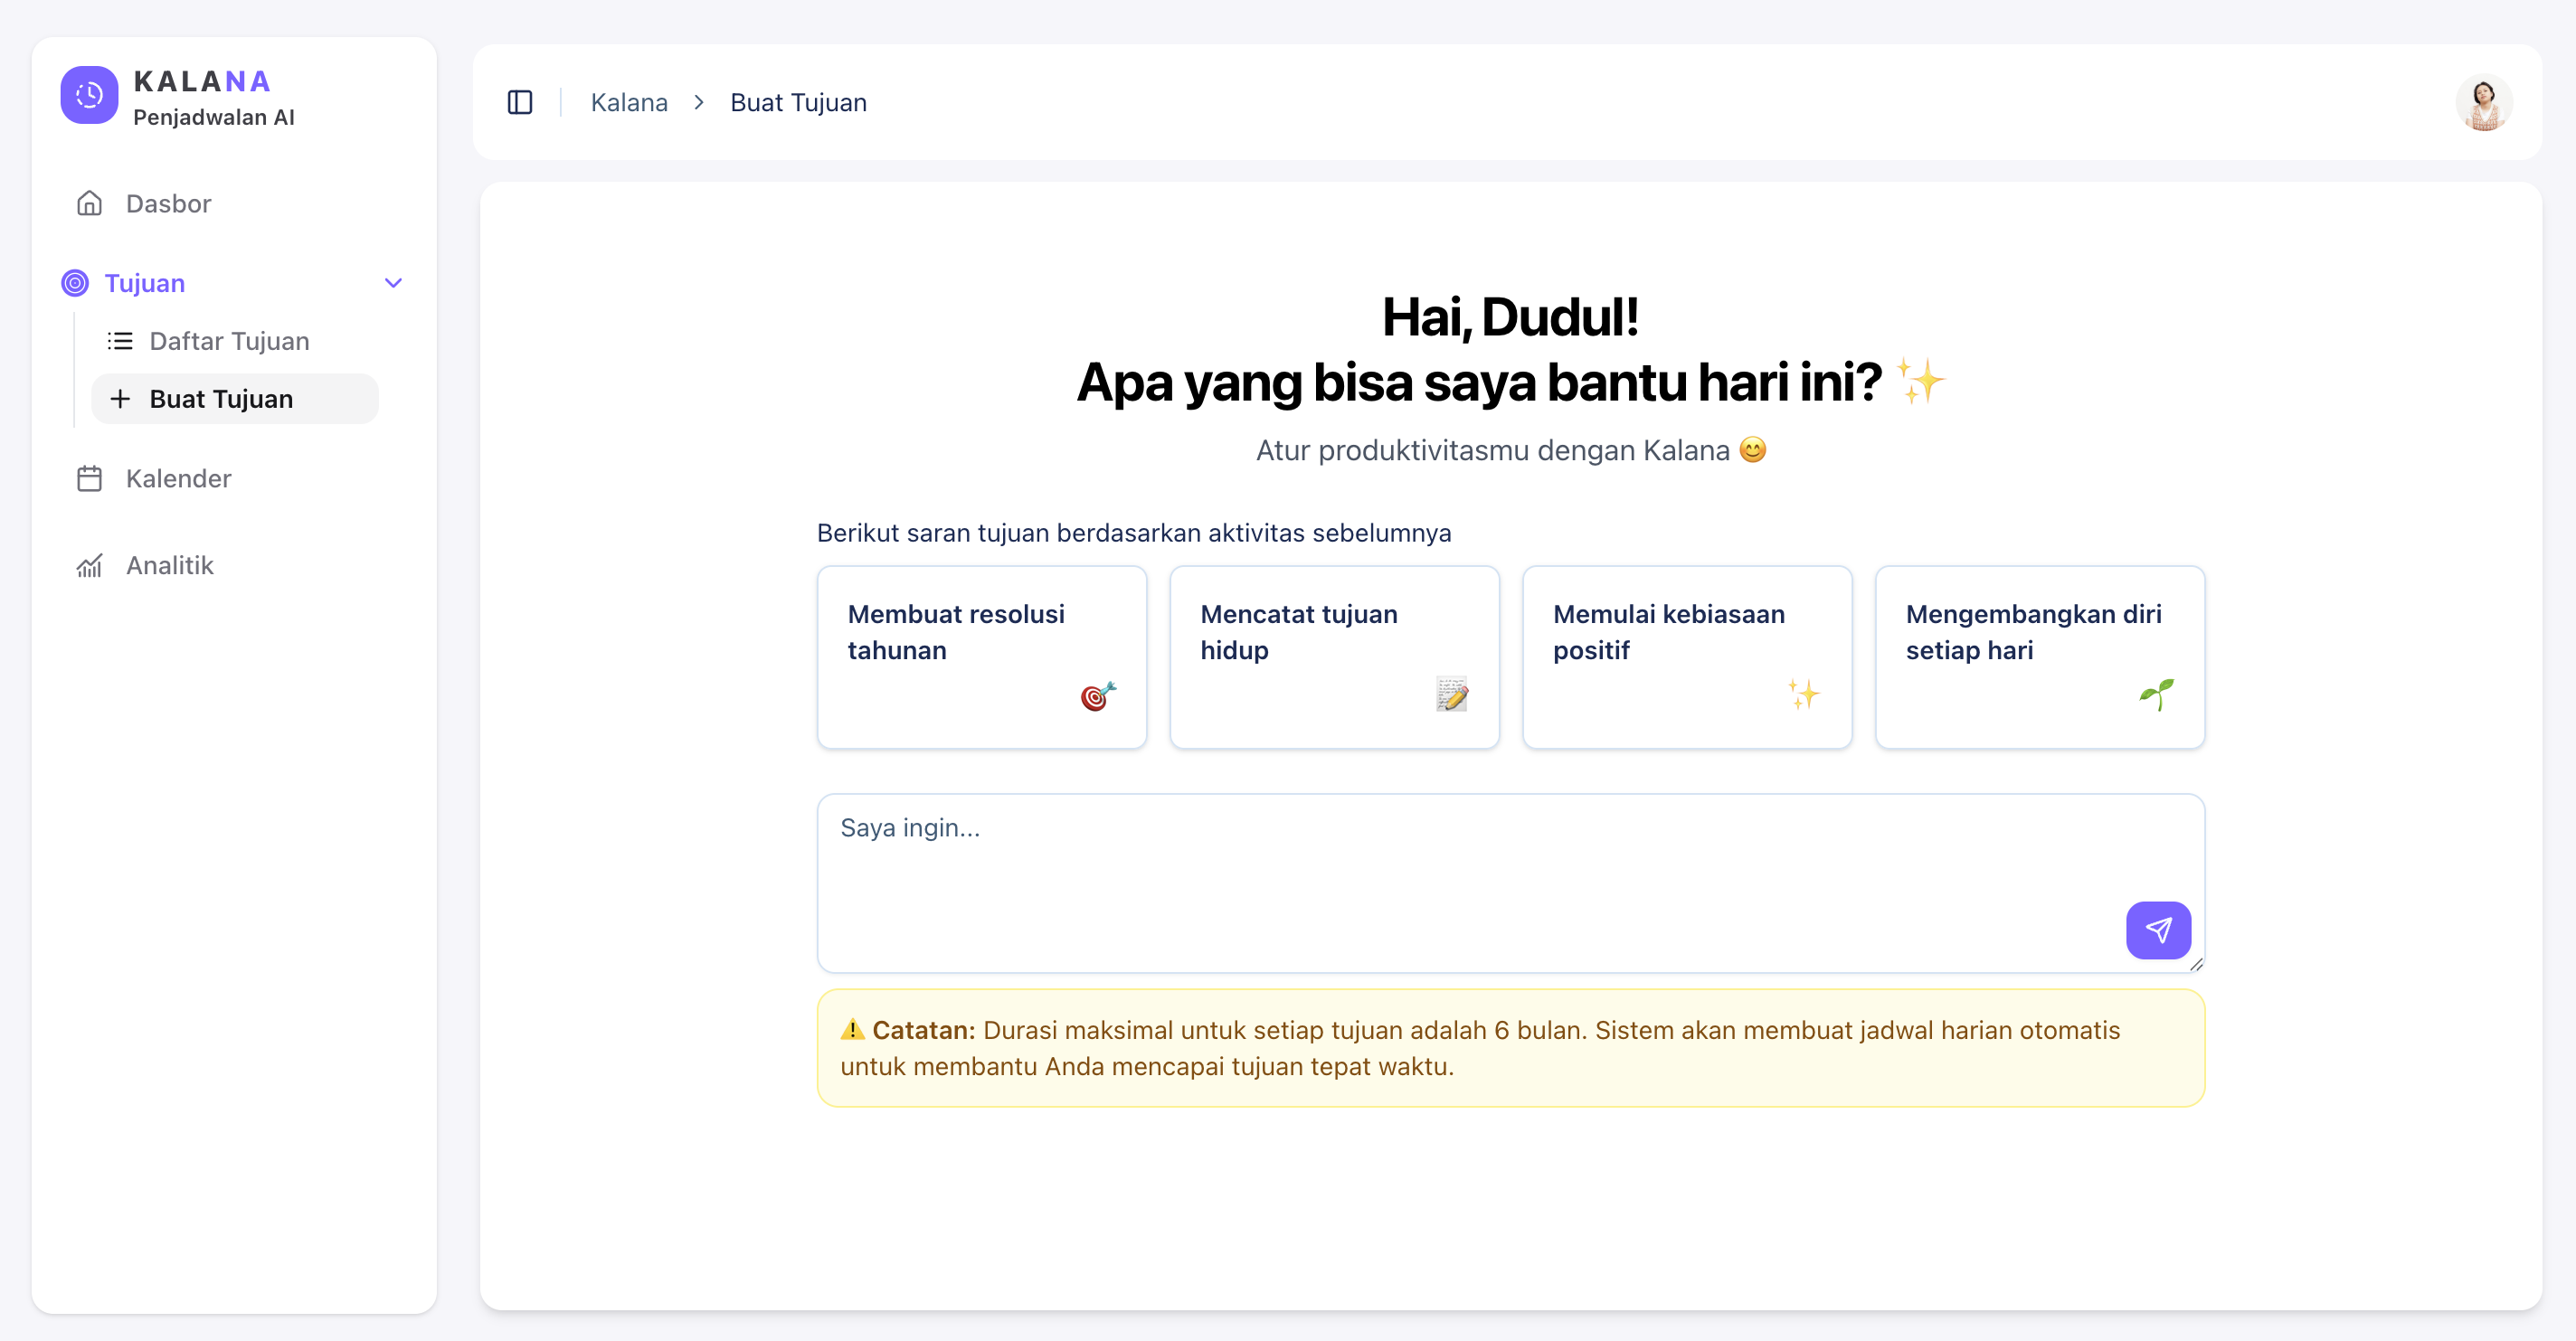 KALANA
Penjadwalan AI
Dasbor
Tujuan
Daftar Tujuan
Buat Tujuan
Kalender
Analitik
Kalana > Buat Tujuan
Hai, Dudul!
Apa yang bisa saya bantu hari ini? ✨
Atur produktivitasmu dengan Kalana 😊
Berikut saran tujuan berdasarkan aktivitas sebelumnya
Membuat resolusi
tahunan
Mencatat tujuan
hidup
Memulai kebiasaan
positif
Mengembangkan diri
setiap hari
Saya ingin...
⚠️ Catatan: Durasi maksimal untuk setiap tujuan adalah 6 bulan. Sistem akan membuat jadwal harian otomatis
untuk membantu Anda mencapai tujuan tepat waktu.